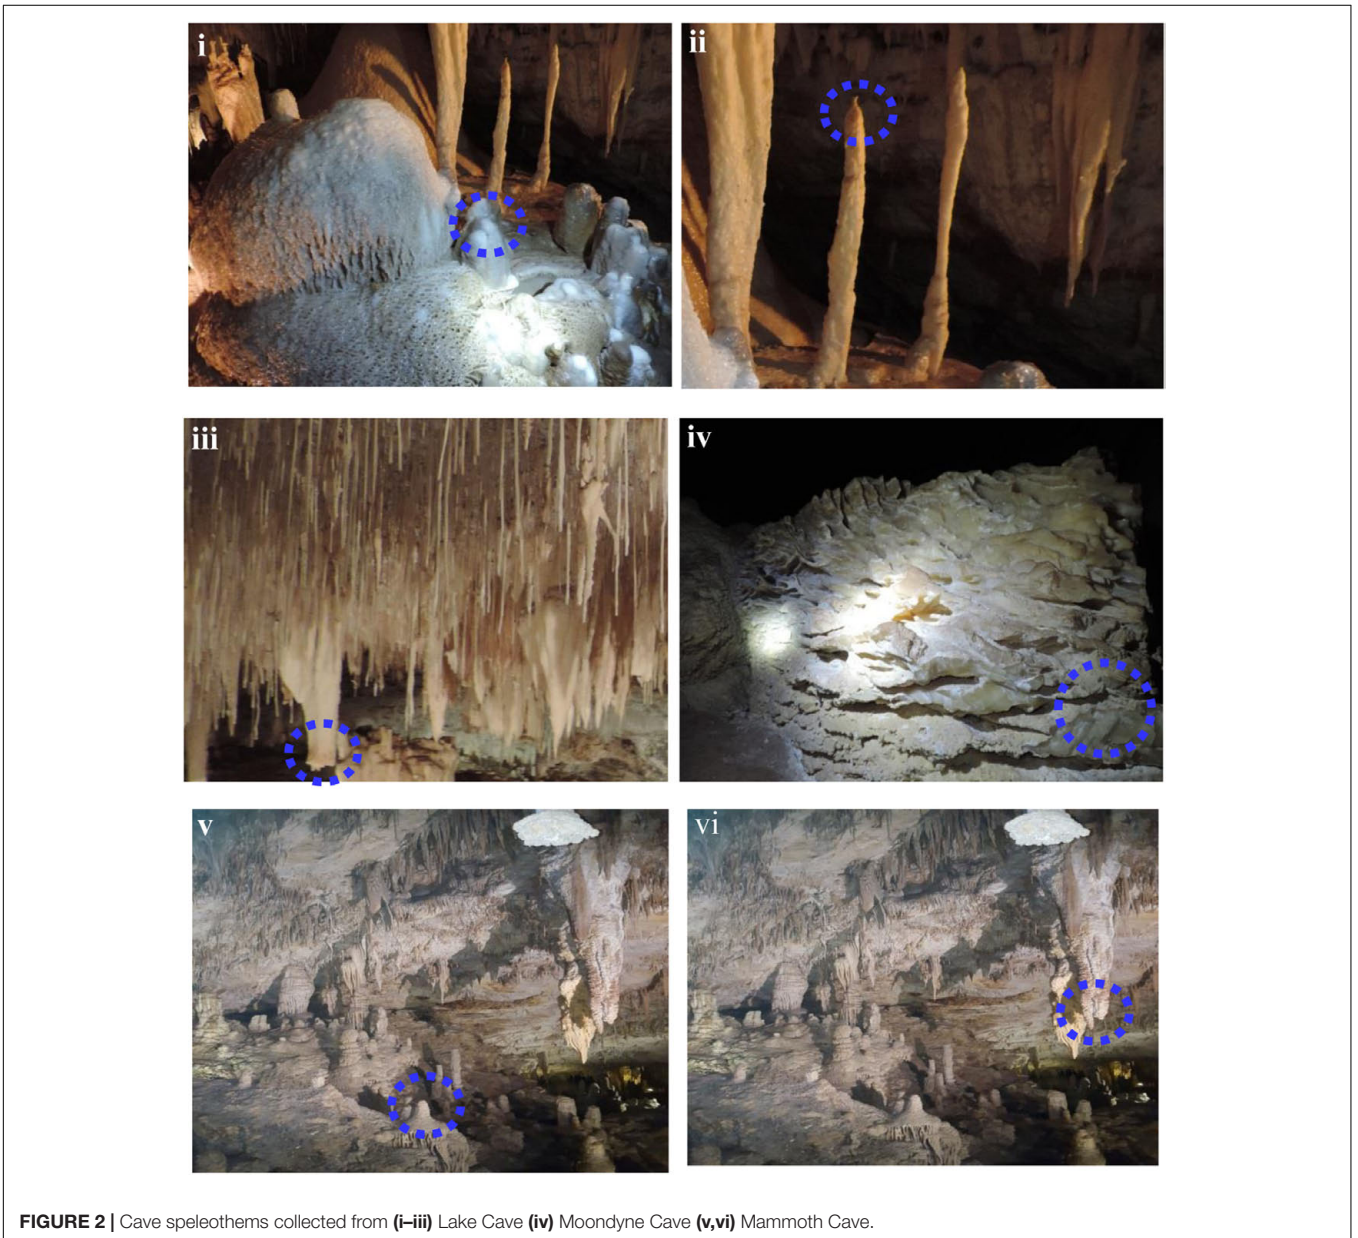 i
ii
iii
iv
v
vi
FIGURE 2 | Cave speleothems collected from (i–iii) Lake Cave (iv) Moondyne Cave (v,vi) Mammoth Cave.